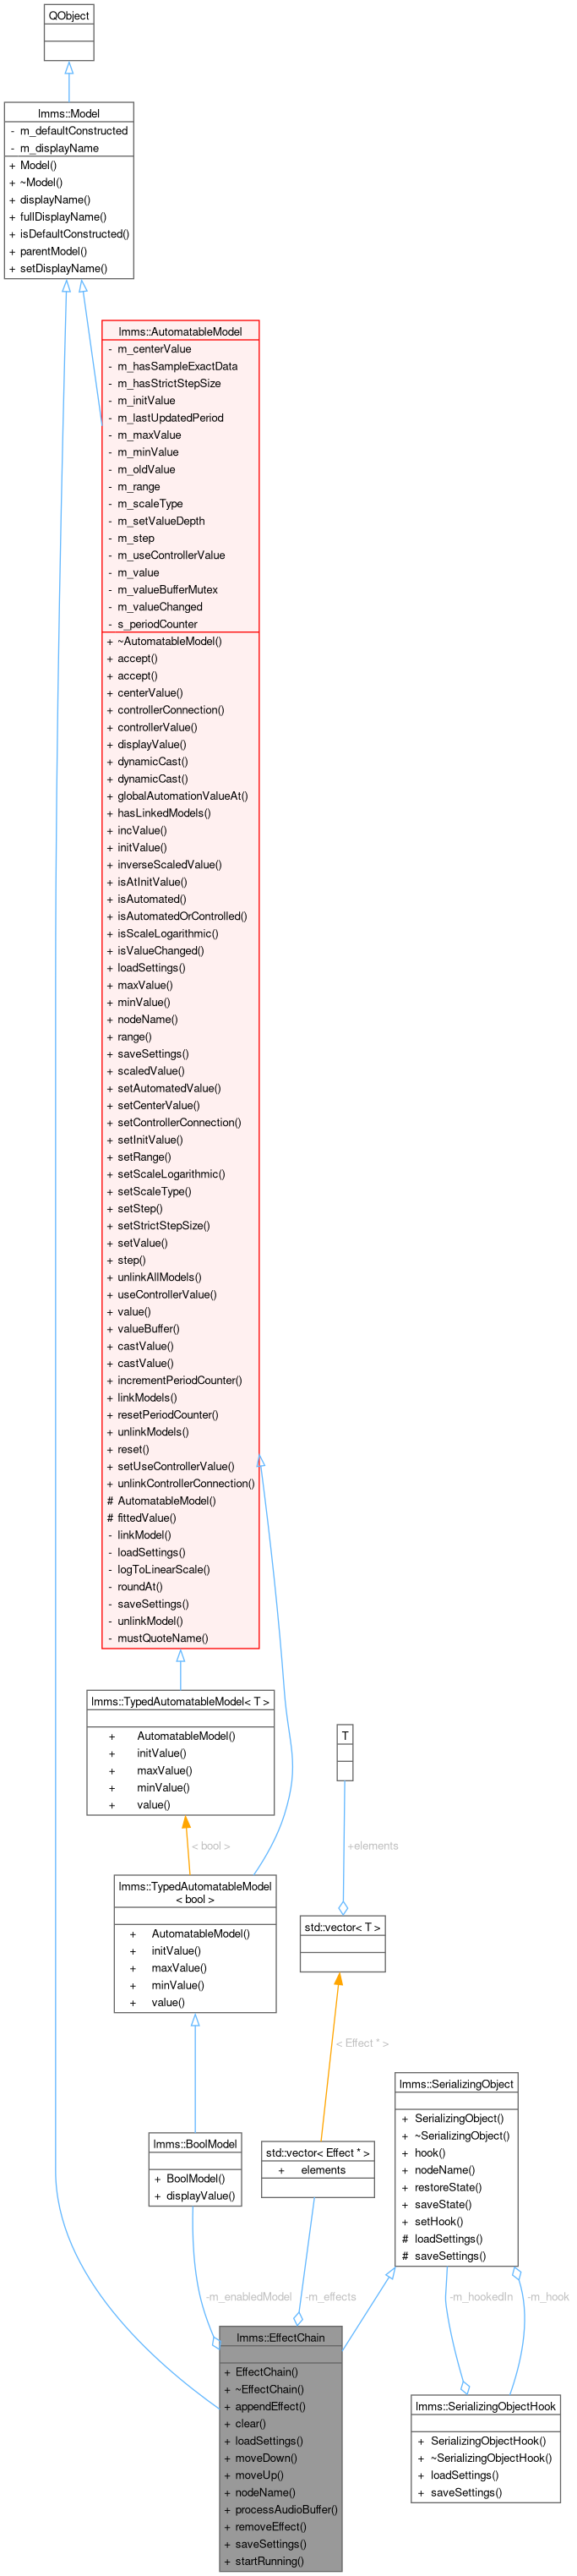 QObject
lmms::Model
- m_defaultConstructed
- m_displayName
+ Model()
+ ~Model()
+ displayName()
+ fullDisplayName()
+ isDefaultConstructed()
+ parentModel()
+ setDisplayName()
lmms::AutomatableModel
- m_centerValue
- m_hasSampleExactData
- m_hasStrictStepSize
- m_initValue
- m_lastUpdatedPeriod
- m_maxValue
- m_minValue
- m_oldValue
- m_range
- m_scaleType
- m_setValueDepth
- m_step
- m_useControllerValue
- m_value
- m_valueBufferMutex
- m_valueChanged
- s_periodCounter
+ ~AutomatableModel()
+ accept()
+ accept()
+ centerValue()
+ controllerConnection()
+ controllerValue()
+ displayValue()
+ dynamicCast()
+ dynamicCast()
+ globalAutomationValueAt()
+ hasLinkedModels()
+ incValue()
+ initValue()
+ inverseScaledValue()
+ isAtInitValue()
+ isAutomated()
+ isAutomatedOrControlled()
+ isScaleLogarithmic()
+ isValueChanged()
+ loadSettings()
+ maxValue()
+ minValue()
+ nodeName()
+ range()
+ saveSettings()
+ scaledValue()
+ setAutomatedValue()
+ setCenterValue()
+ setControllerConnection()
+ setInitValue()
+ setRange()
+ setScaleLogarithmic()
+ setScaleType()
+ setStep()
+ setStrictStepSize()
+ setValue()
+ step()
+ unlinkAllModels()
+ useControllerValue()
+ value()
+ valueBuffer()
+ castValue()
+ castValue()
+ incrementPeriodCounter()
+ linkModels()
+ resetPeriodCounter()
+ unlinkModels()
+ reset()
+ setUseControllerValue()
+ unlinkControllerConnection()
# AutomatableModel()
# fittedValue()
- linkModel()
- loadSettings()
- logToLinearScale()
- roundAt()
- saveSettings()
- unlinkModel()
- mustQuoteName()
lmms::TypedAutomatableModel< T >
+ AutomatableModel()
+ initValue()
+ maxValue()
+ minValue()
+ value()
T
< bool >
+elements
lmms::TypedAutomatableModel
< bool >
+ AutomatableModel()
+ initValue()
+ maxValue()
+ minValue()
+ value()
std::vector< T >
< Effect * >
lmms::SerializingObject
+ SerializingObject()
+ ~SerializingObject()
+ hook()
+ nodeName()
+ restoreState()
+ saveState()
+ setHook()
# loadSettings()
# saveSettings()
lmms::BoolModel
+ BoolModel()
+ displayValue()
std::vector< Effect * >
+ elements
-m_enabledModel
-m_effects
-m_hookedIn
-m_hook
lmms::EffectChain
+ EffectChain()
+ ~EffectChain()
+ appendEffect()
+ clear()
+ loadSettings()
+ moveDown()
+ moveUp()
+ nodeName()
+ processAudioBuffer()
+ removeEffect()
+ saveSettings()
+ startRunning()
lmms::SerializingObjectHook
+ SerializingObjectHook()
+ ~SerializingObjectHook()
+ loadSettings()
+ saveSettings()